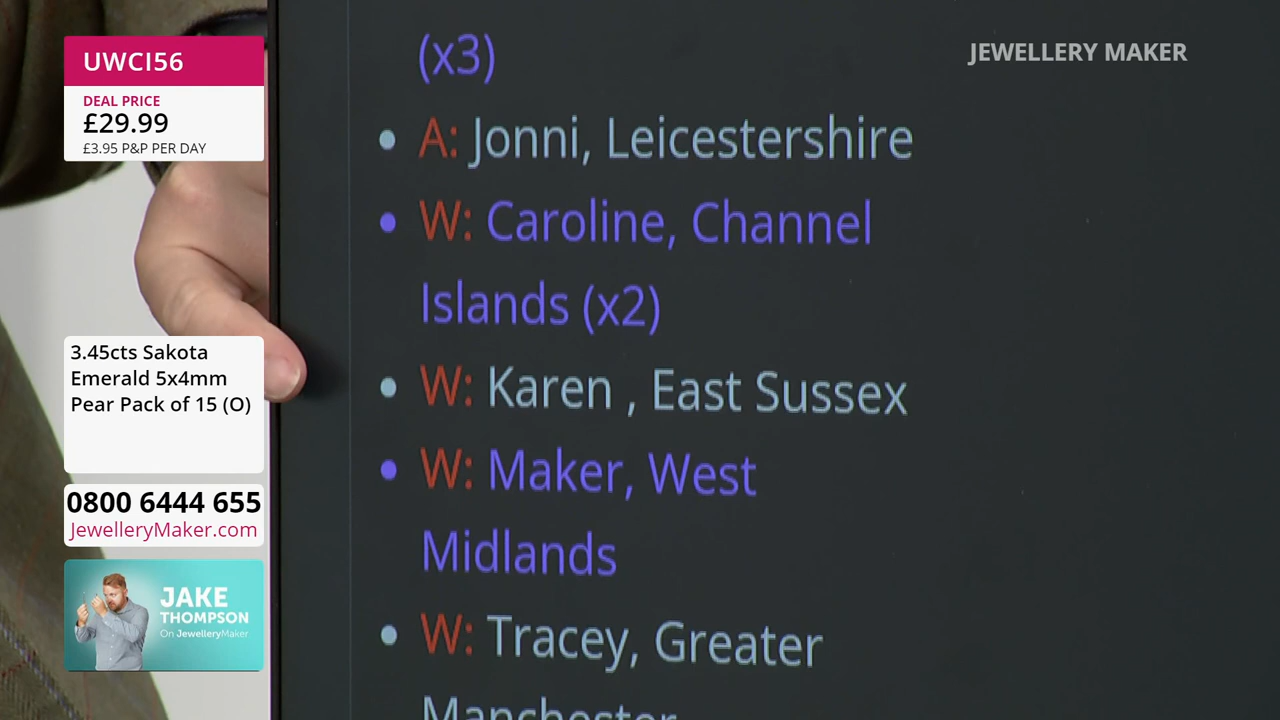 UWCI56
DEAL PRICE
£29.99
£3.95 P&P PER DAY
3.45cts Sakota
Emerald 5x4mm
Pear Pack of 15 (O)
0800 6444 655
JewelleryMaker.com
JAKE
THOMPSON
On JewelleryMaker
JEWELLERY MAKER
(x3)
• A: Jonni, Leicestershire
• W: Caroline, Channel
Islands (x2)
• W: Karen , East Sussex
• W: Maker, West
Midlands
• W: Tracey, Greater
Manchester